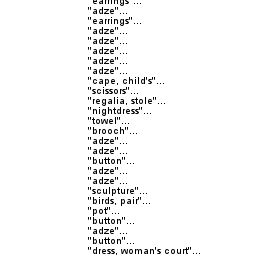 "earrings"...
"adze"...
"earrings"...
"adze"...
"adze"...
"adze"...
"adze"...
"adze"...
"cape, child's"...
"scissors"...
"regalia, stole"...
"nightdress"...
"towel"...
"brooch"...
"adze"...
"adze"...
"button"...
"adze"...
"adze"...
"sculpture"...
"birds, pair"...
"pot"...
"button"...
"adze"...
"button"...
"dress, woman's court"...